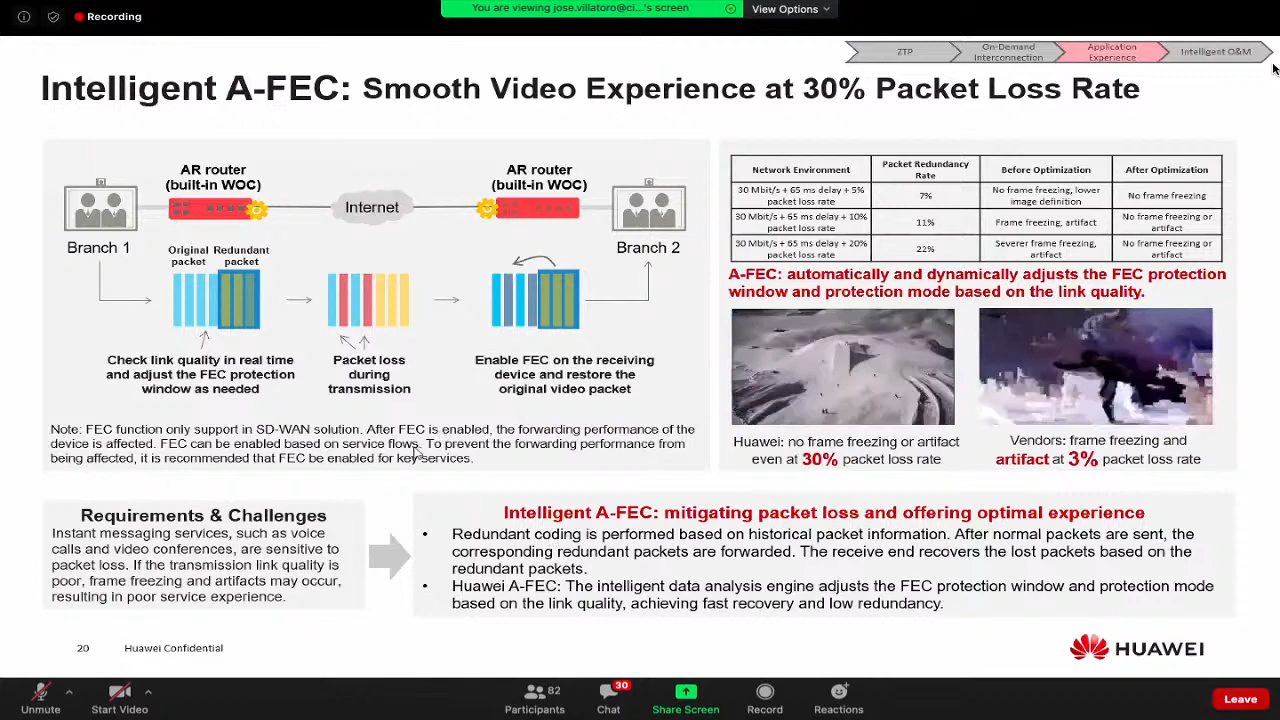 Recording
You are viewing jose.villatoro@ci...'s screen
View Options
ZTP
On-Demand
Interconnection
Application
Experience
Intelligent O&M
Intelligent A-FEC: Smooth Video Experience at 30% Packet Loss Rate
AR router
(built-in WOC)
AR router
(built-in WOC)
Internet
Branch 1
Branch 2
Original
packet
Redundant
packet
Check link quality in real time
and adjust the FEC protection
window as needed
Packet loss
during
transmission
Enable FEC on the receiving
device and restore the
original video packet
Note: FEC function only support in SD-WAN solution. After FEC is enabled, the forwarding performance of the
device is affected. FEC can be enabled based on service flows. To prevent the forwarding performance from
being affected, it is recommended that FEC be enabled for key services.
Network Environment
Packet Redundancy
Rate
Before Optimization
After Optimization
30 Mbit/s + 65 ms delay + 5%
packet loss rate
7%
No frame freezing, lower
image definition
No frame freezing
30 Mbit/s + 65 ms delay + 10%
packet loss rate
11%
Frame freezing, artifact
No frame freezing or
artifact
30 Mbit/s + 65 ms delay + 20%
packet loss rate
22%
Severer frame freezing,
artifact
No frame freezing or
artifact
A-FEC: automatically and dynamically adjusts the FEC protection
window and protection mode based on the link quality.
Huawei: no frame freezing or artifact
even at 30% packet loss rate
Vendors: frame freezing and
artifact at 3% packet loss rate
Requirements & Challenges
Instant messaging services, such as voice
calls and video conferences, are sensitive to
packet loss. If the transmission link quality is
poor, frame freezing and artifacts may occur,
resulting in poor service experience.
Intelligent A-FEC: mitigating packet loss and offering optimal experience
• Redundant coding is performed based on historical packet information. After normal packets are sent, the
corresponding redundant packets are forwarded. The receive end recovers the lost packets based on the
redundant packets.
• Huawei A-FEC: The intelligent data analysis engine adjusts the FEC protection window and protection mode
based on the link quality, achieving fast recovery and low redundancy.
20
Huawei Confidential
HUAWEI
Unmute
Start Video
82
Participants
30
Chat
Share Screen
Record
Reactions
Leave